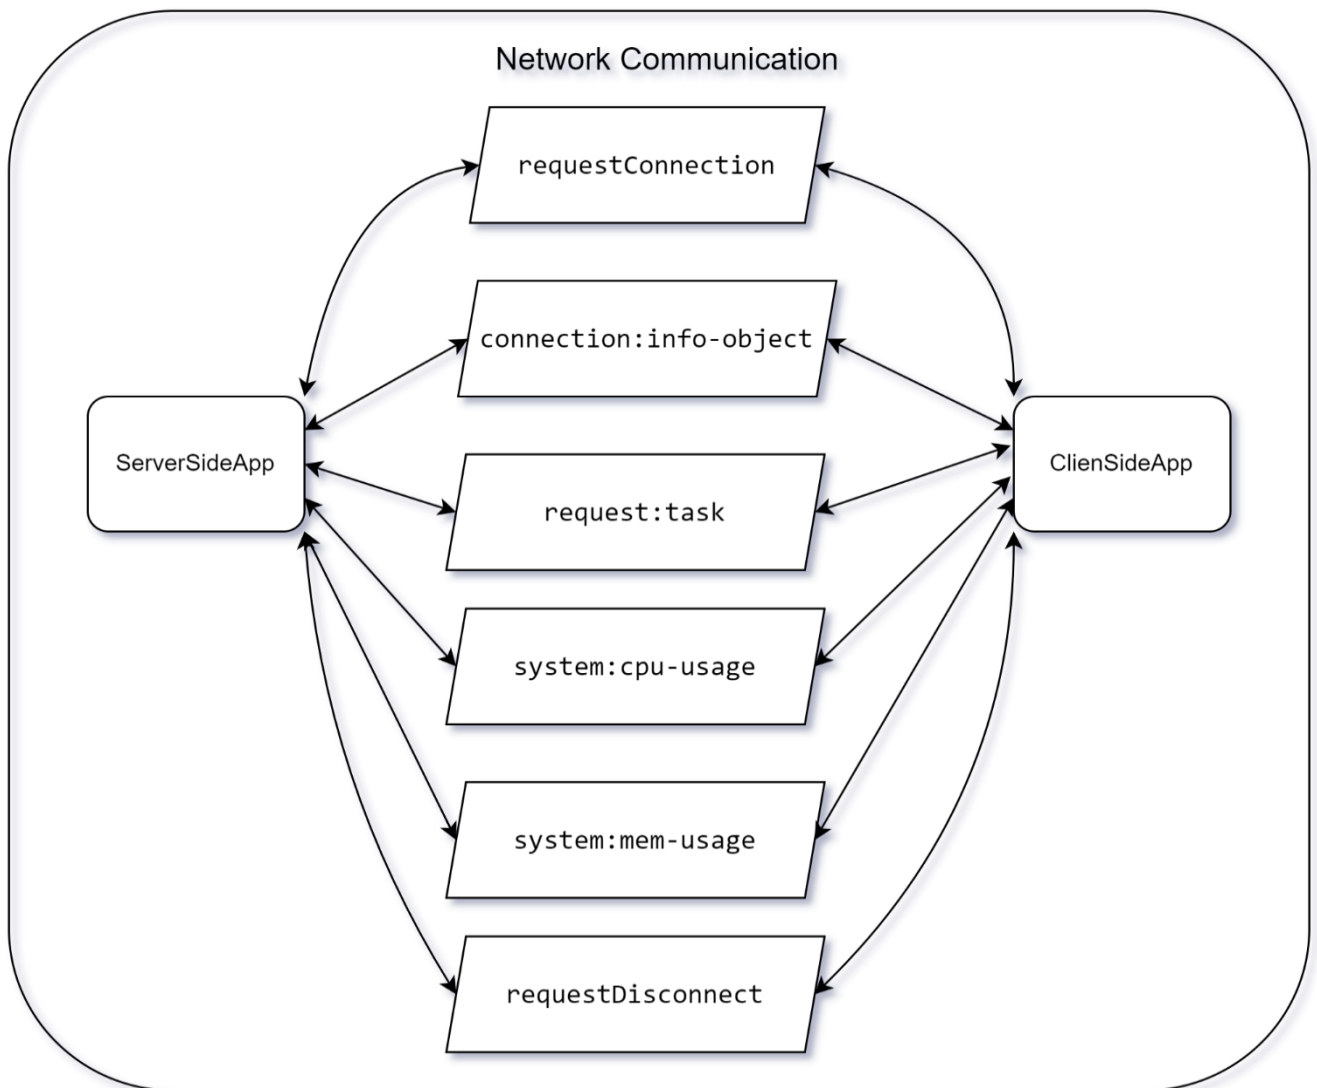 Network Communication
requestConnection
connection:info-object
ServerSideApp
ClienSideApp
request:task
system:cpu-usage
system:mem-usage
requestDisconnect